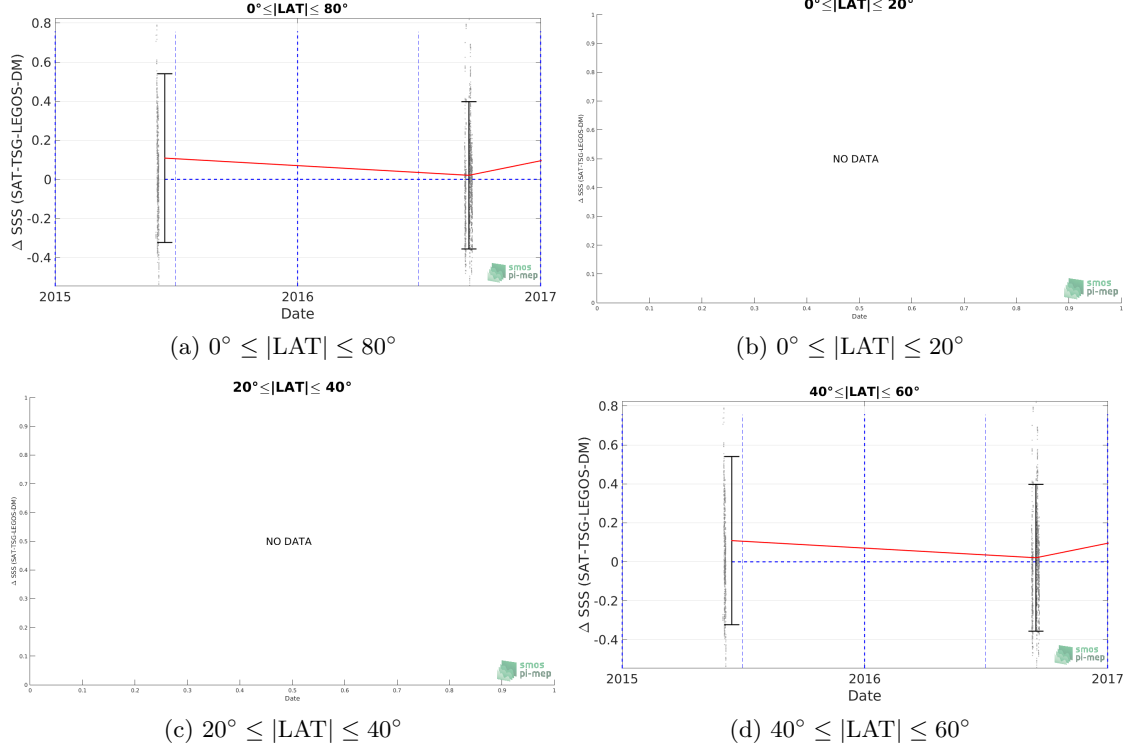 0°≤|LAT|≤ 80°
0.8
0.6
0.4
0.2
0
-0.2
-0.4
Δ SSS (SAT-TSG-LEGOS-DM)
smos
pi-mep
2015
2016
2017
Date
(a) 0° ≤ |LAT| ≤ 80°
0°≤|LAT|≤ 20°
1
0.9
0.8
0.7
0.6
0.5
0.4
0.3
0.2
0.1
0
Δ SSS (SAT-TSG-LEGOS-DM)
NO DATA
smos
pi-mep
0
0.1
0.2
0.3
0.4
0.5
0.6
0.7
0.8
0.9
1
Date
(b) 0° ≤ |LAT| ≤ 20°
20°≤|LAT|≤ 40°
1
0.9
0.8
0.7
0.6
0.5
0.4
0.3
0.2
0.1
0
Δ SSS (SAT-TSG-LEGOS-DM)
NO DATA
smos
pi-mep
0
0.1
0.2
0.3
0.4
0.5
0.6
0.7
0.8
0.9
1
Date
(c) 20° ≤ |LAT| ≤ 40°
40°≤|LAT|≤ 60°
0.8
0.6
0.4
0.2
0
-0.2
-0.4
Δ SSS (SAT-TSG-LEGOS-DM)
smos
pi-mep
2015
2016
2017
Date
(d) 40° ≤ |LAT| ≤ 60°